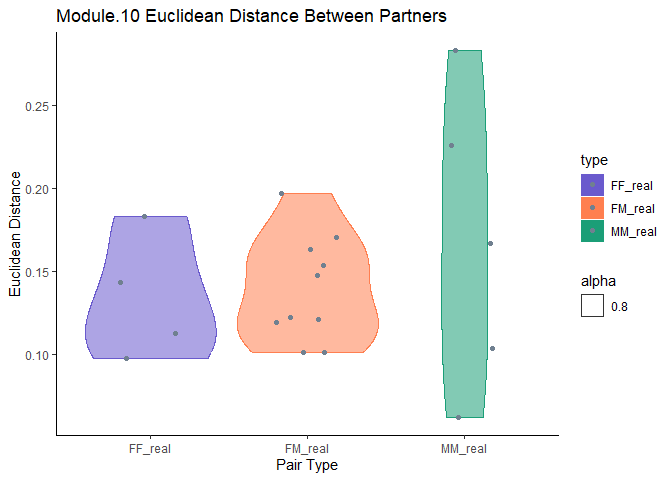 Module.10 Euclidean Distance Between Partners
Euclidean Distance
0.25
0.20
0.15
0.10
FF_real
FM_real
MM_real
Pair Type
type
FF_real
FM_real
MM_real
alpha
0.8